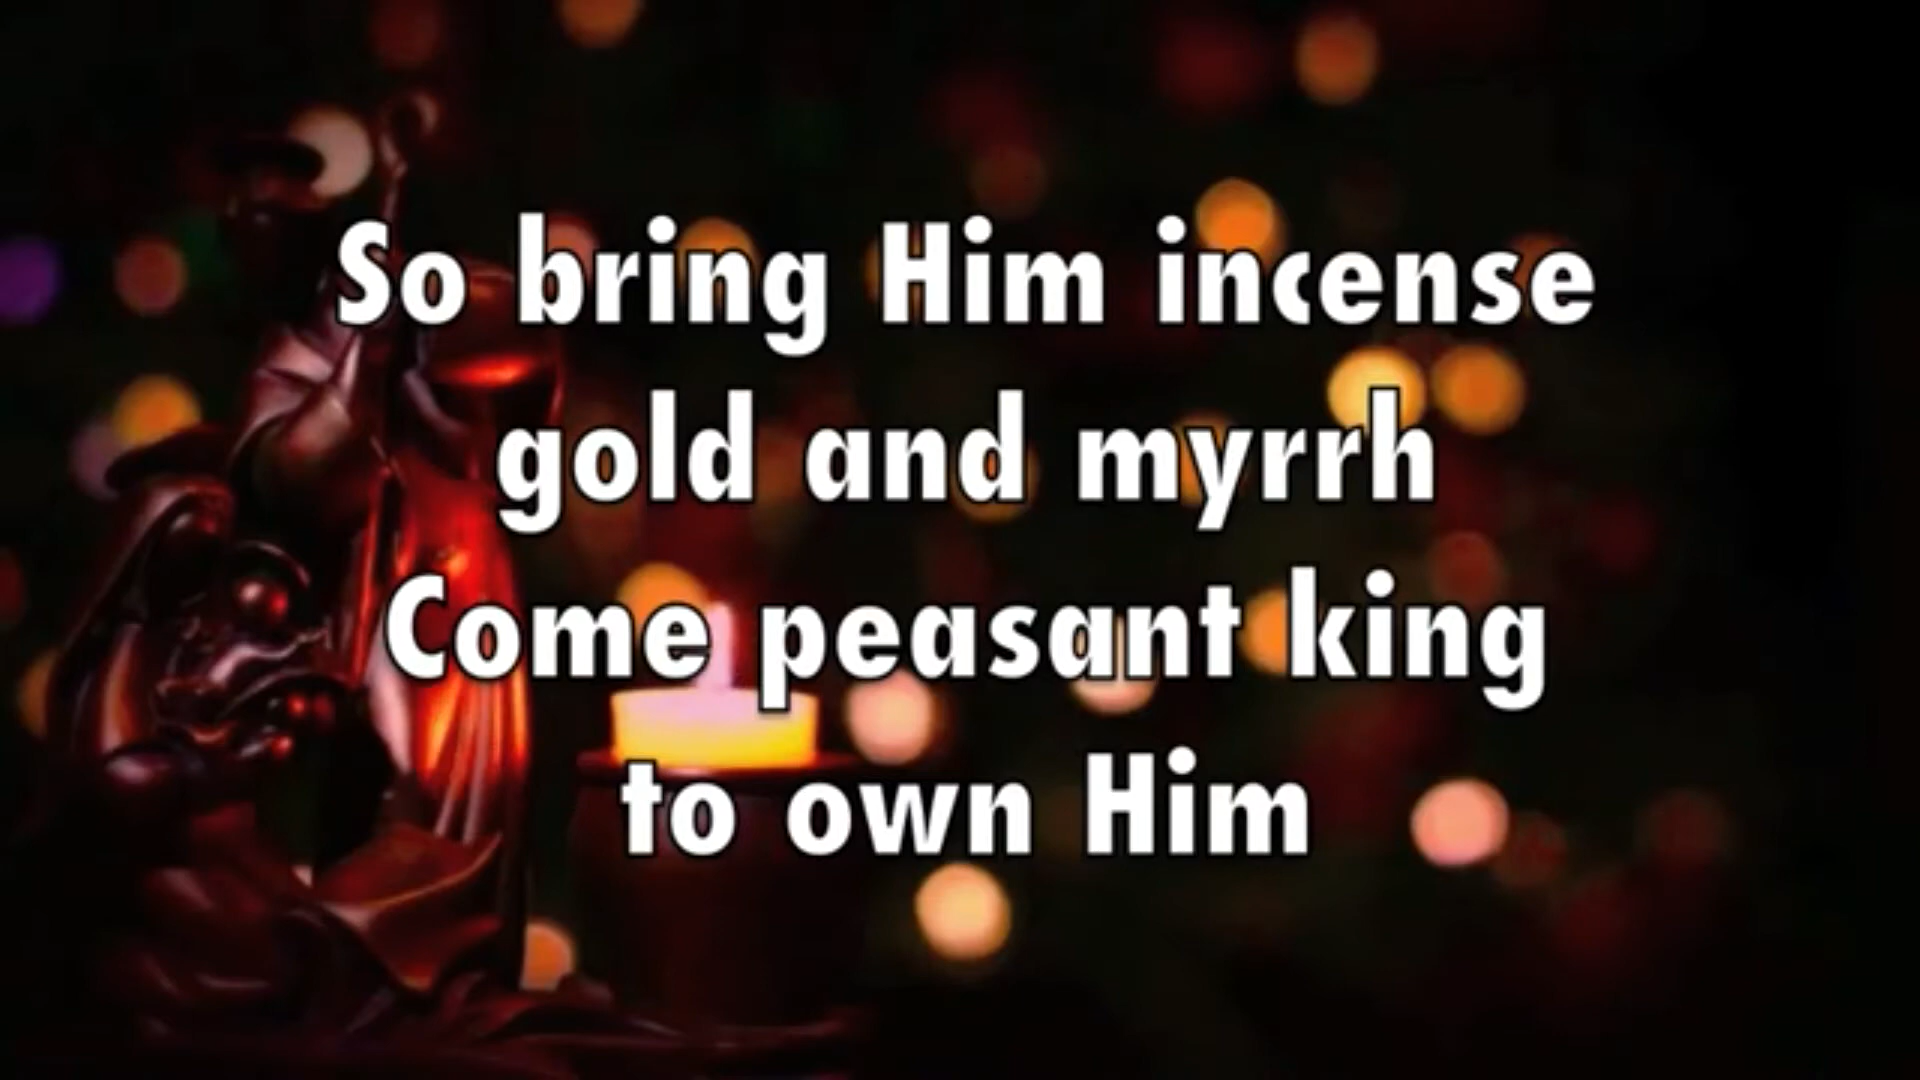 So bring Him incense
gold and myrrh
Come peasant king
to own Him